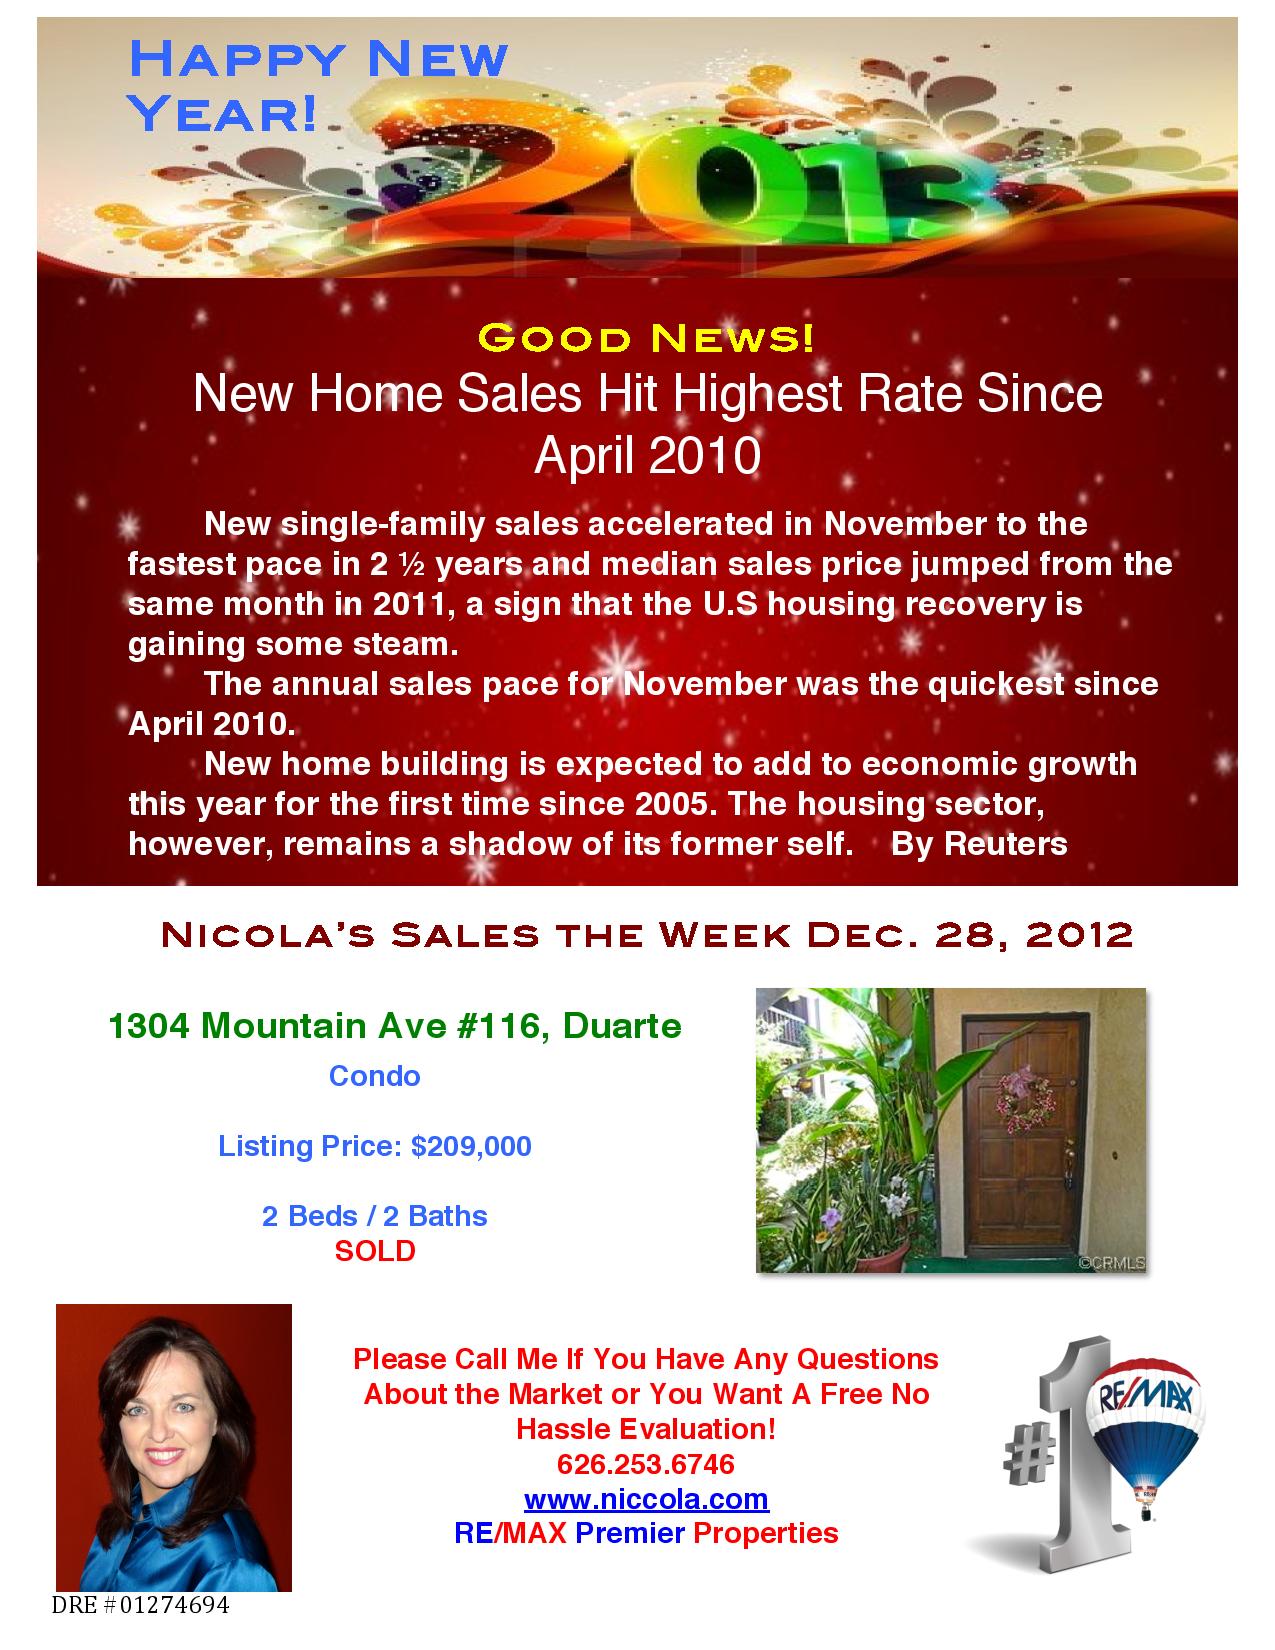 HAPPY NEW
YEAR!
2013
GOOD NEWS!
New Home Sales Hit Highest Rate Since
April 2010
New single-family sales accelerated in November to the
fastest pace in 2 ½ years and median sales price jumped from the
same month in 2011, a sign that the U.S housing recovery is
gaining some steam.
The annual sales pace for November was the quickest since
April 2010.
New home building is expected to add to economic growth
this year for the first time since 2005. The housing sector,
however, remains a shadow of its former self. By Reuters
NICOLA'S SALES THE WEEK DEC. 28, 2012
1304 Mountain Ave #116, Duarte
Condo
Listing Price: $209,000
2 Beds / 2 Baths
SOLD
©CRMLS
Please Call Me If You Have Any Questions
About the Market or You Want A Free No
Hassle Evaluation!
626.253.6746
www.niccola.com
RE/MAX Premier Properties
#1
RE/MAX
DRE #01274694